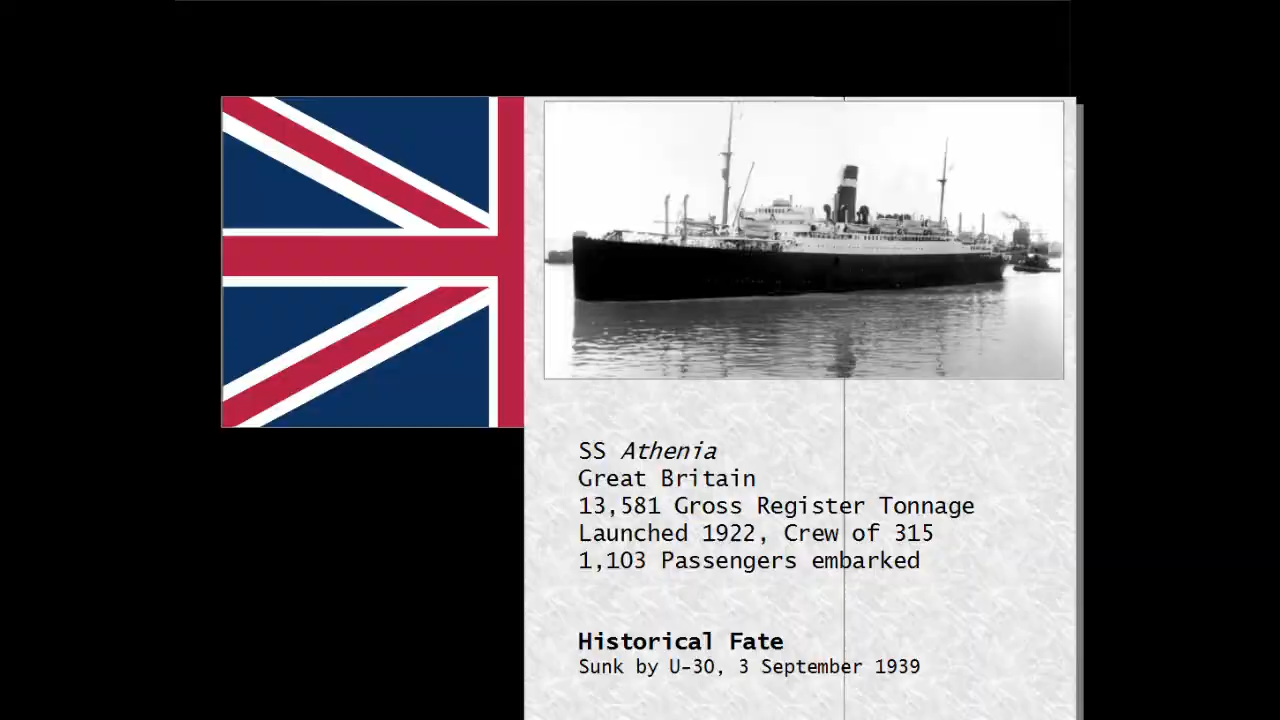 SS Athenia
Great Britain
13,581 Gross Register Tonnage
Launched 1922, Crew of 315
1,103 Passengers embarked
Historical Fate
Sunk by U-30, 3 September 1939